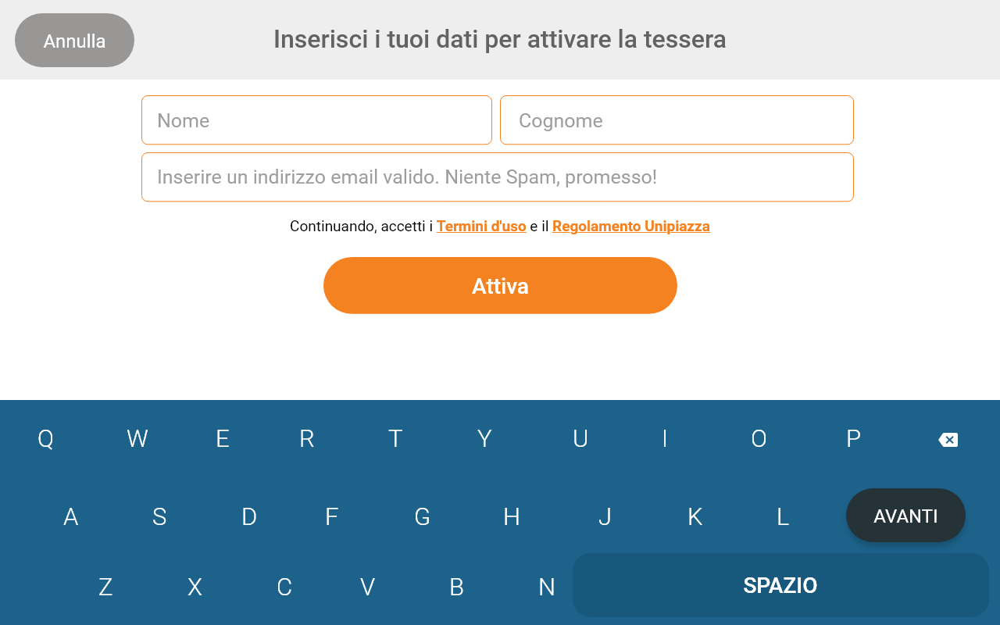 Annulla
Inserisci i tuoi dati per attivare la tessera
Nome
Cognome
Inserire un indirizzo email valido. Niente Spam, promesso!
Continuando, accetti i Termini d'uso e il Regolamento Unipiazza
Attiva
Q W E R T Y U I O P
A S D F G H J K L AVANTI
Z X C V B N SPAZIO